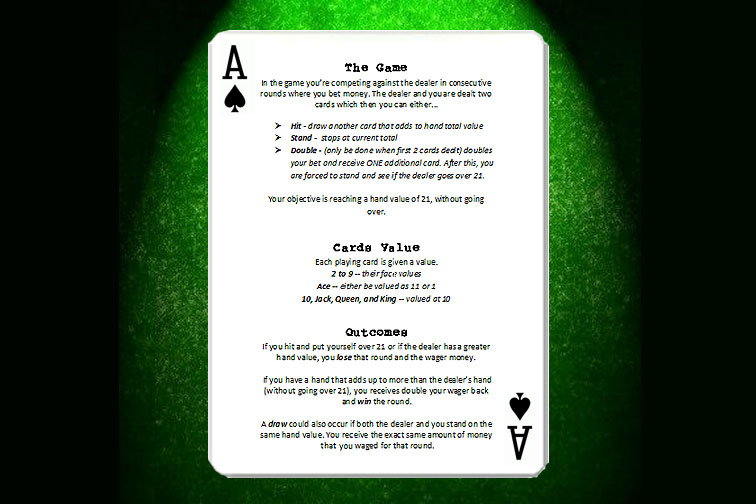 A
The Game
In the game you're competing against the dealer in consecutive
rounds where you bet money. The dealer and you are dealt two
cards which then you can either...
➤ Hit - draw another card that adds to hand total value
➤ Stand - stops at current total
➤ Double - (only be done when first 2 cards dealt) doubles
your bet and receive ONE additional card. After this, you
are forced to stand and see if the dealer goes over 21.
Your objective is reaching a hand value of 21, without going
over.
Cards Value
Each playing card is given a value.
2 to 9 -- their face values
Ace -- either be valued as 11 or 1
10, Jack, Queen, and King -- valued at 10
Outcomes
If you hit and put yourself over 21 or if the dealer has a greater
hand value, you lose that round and the wager money.
If you have a hand that adds up to more than the dealer's hand
(without going over 21), you receives double your wager back
and win the round.
A draw could also occur if both the dealer and you stand on the
same hand value. You receive the exact same amount of money
that you waged for that round.
A